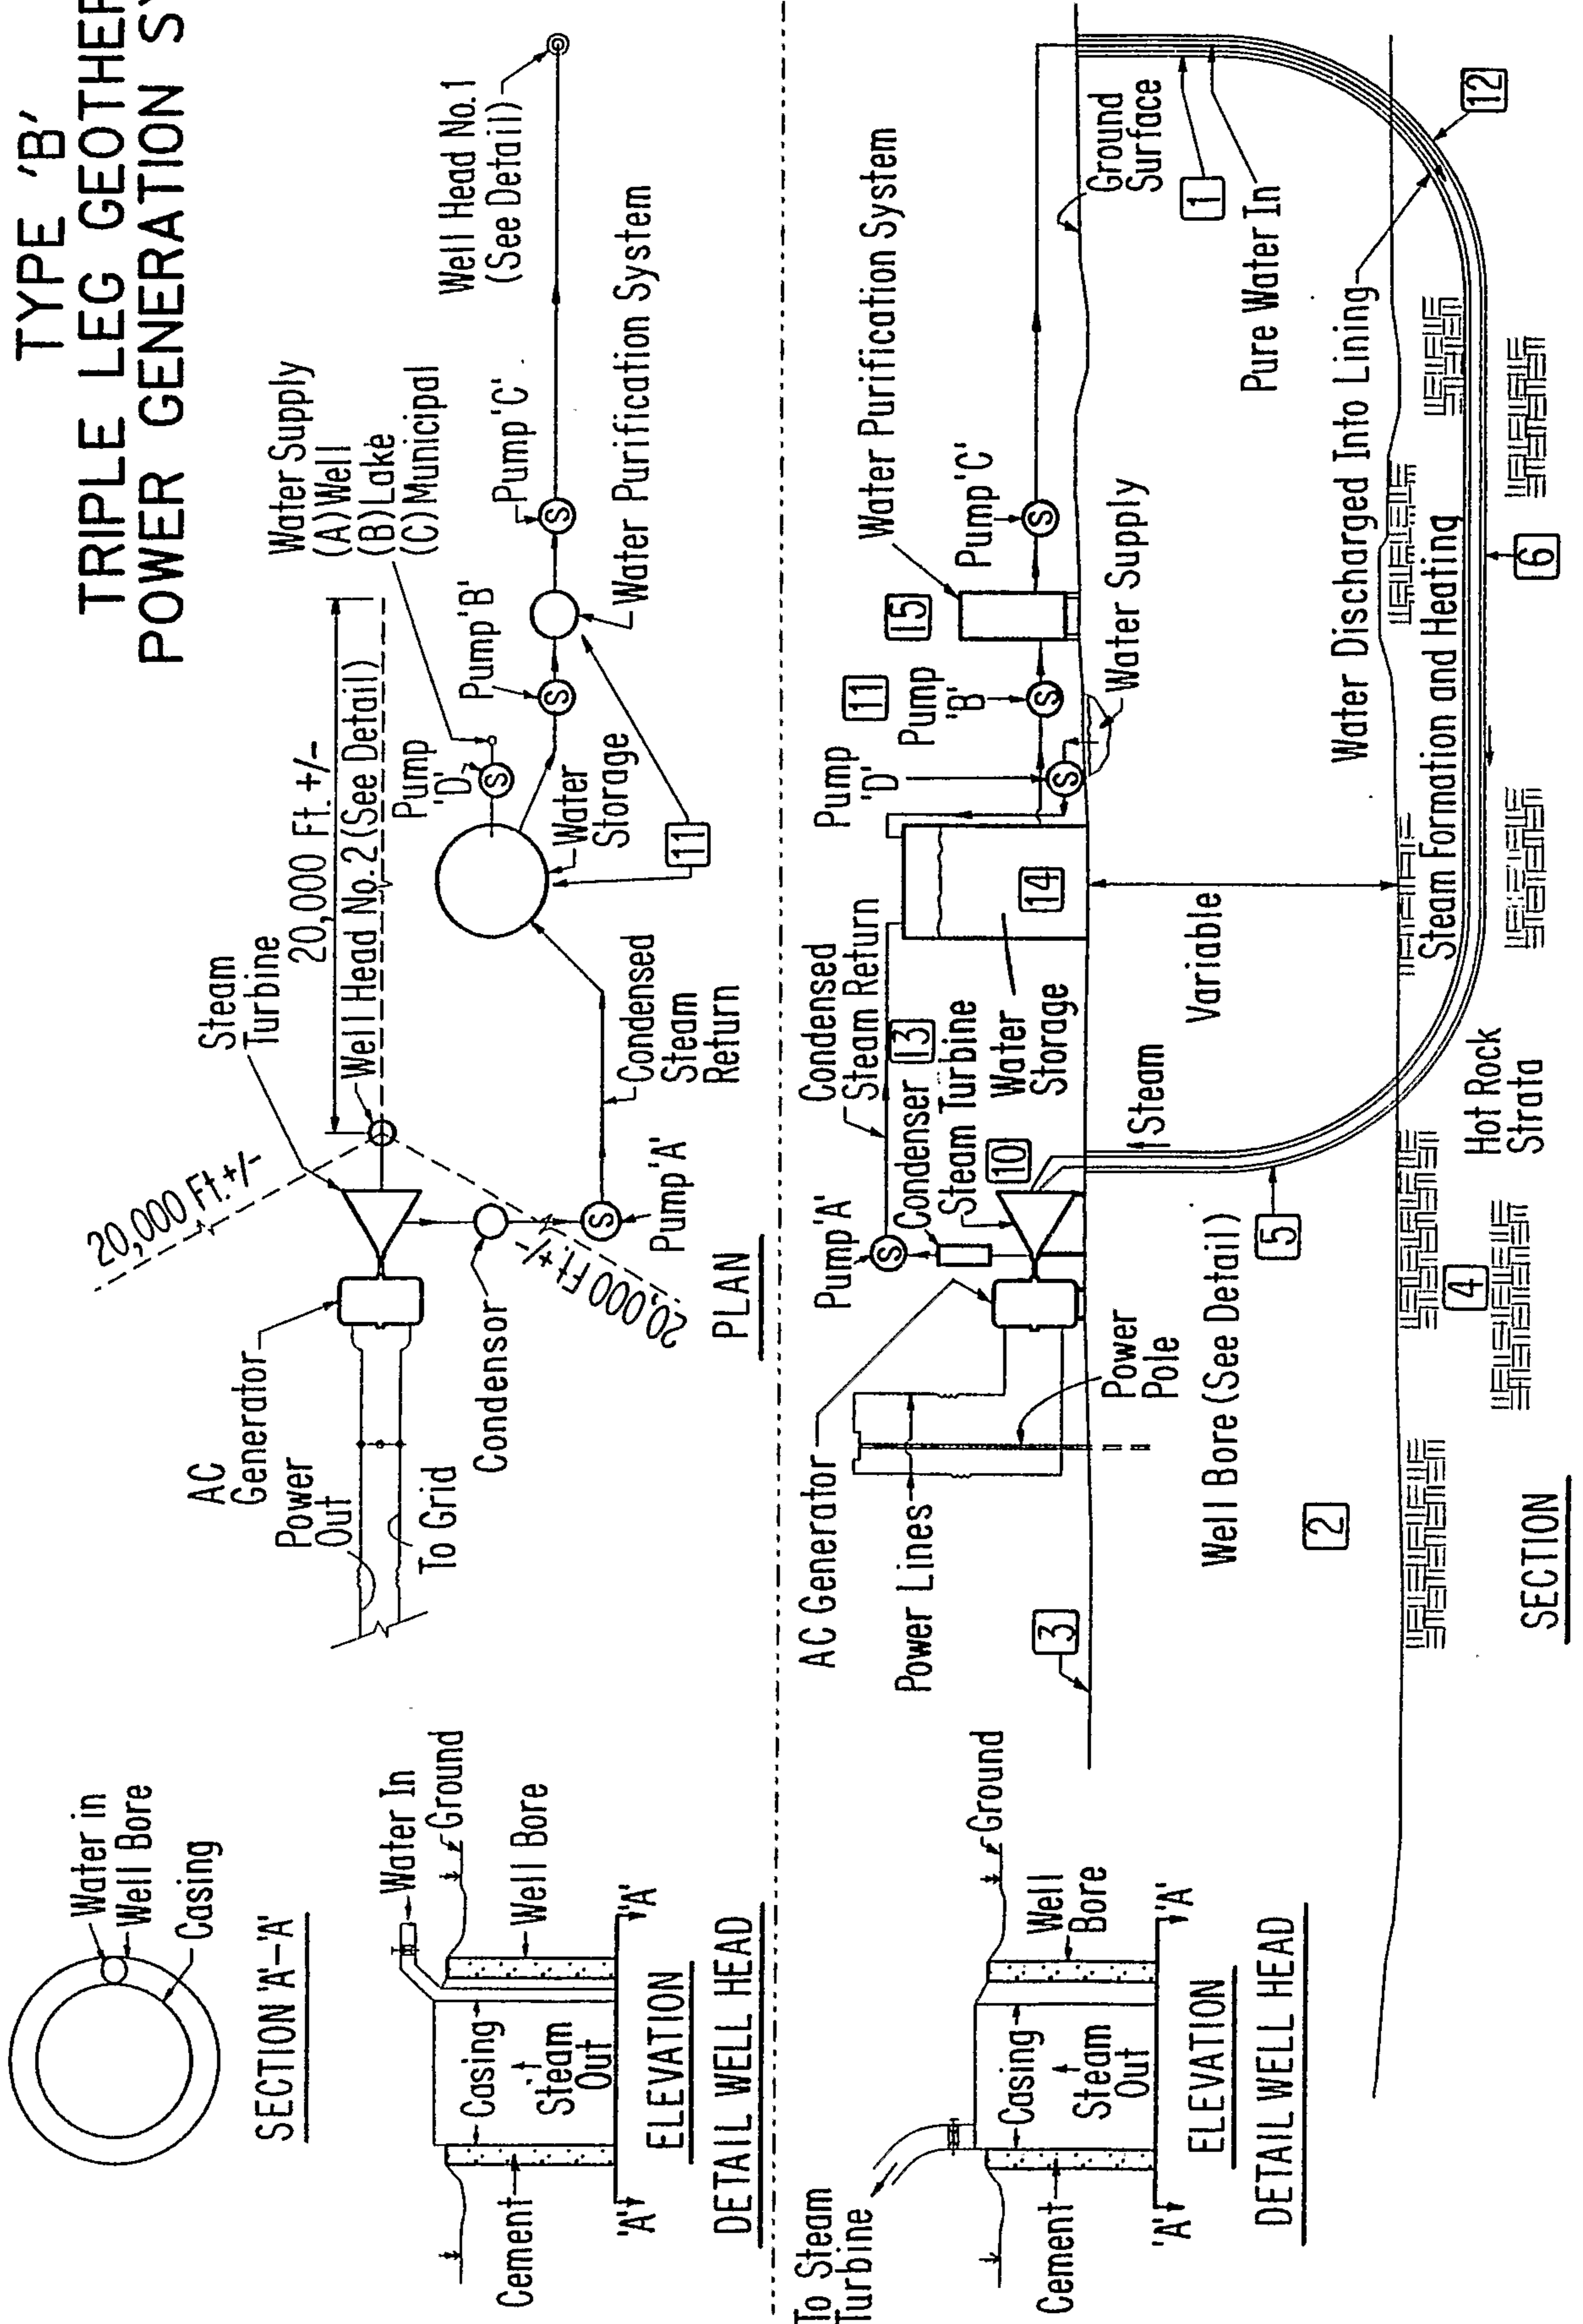 TYPE 'B'
TRIPLE LEG GEOTHER
POWER GENERATION S
Water in
Well Bore
Casing
SECTION 'A-'A'
Water In
Ground
Casing
Steam
Out
Well Bore
Cement
'A'
'A'
ELEVATION
DETAIL WELL HEAD
AC
Generator
Power
Out
To Grid
Condensor
20,000 Ft.+/-
20,000 Ft.+/-
Steam
Turbine
20,000 Ft. +/-
Well Head No.2 (See Detail)
Pump 'A'
Condensed
Steam
Return
Water
Storage
11
Pump
'D'
Pump 'B'
Water Supply
(A)Well
(B)Lake
(C)Municipal
Pump 'C'
Water Purification System
Well Head No.1
(See Detail)
PLAN
To Steam
Turbine
Ground
Casing
Steam
Out
Well
Bore
Cement
'A'
'A'
ELEVATION
DETAIL WELL HEAD
AC Generator
Power Lines
Power
Pole
3
Pump 'A'
Condenser
Steam Turbine
10
Condensed
Steam Return
13
Water
Storage
14
Pump
'D'
11
Pump
'B'
15
Water Purification System
Pump 'C'
Water Supply
Ground
Surface
1
Pure Water In
Well Bore (See Detail)
5
Steam
Variable
2
4
Hot Rock
Strata
Water Discharged Into Lining
Steam Formation and Heating
6
12
SECTION